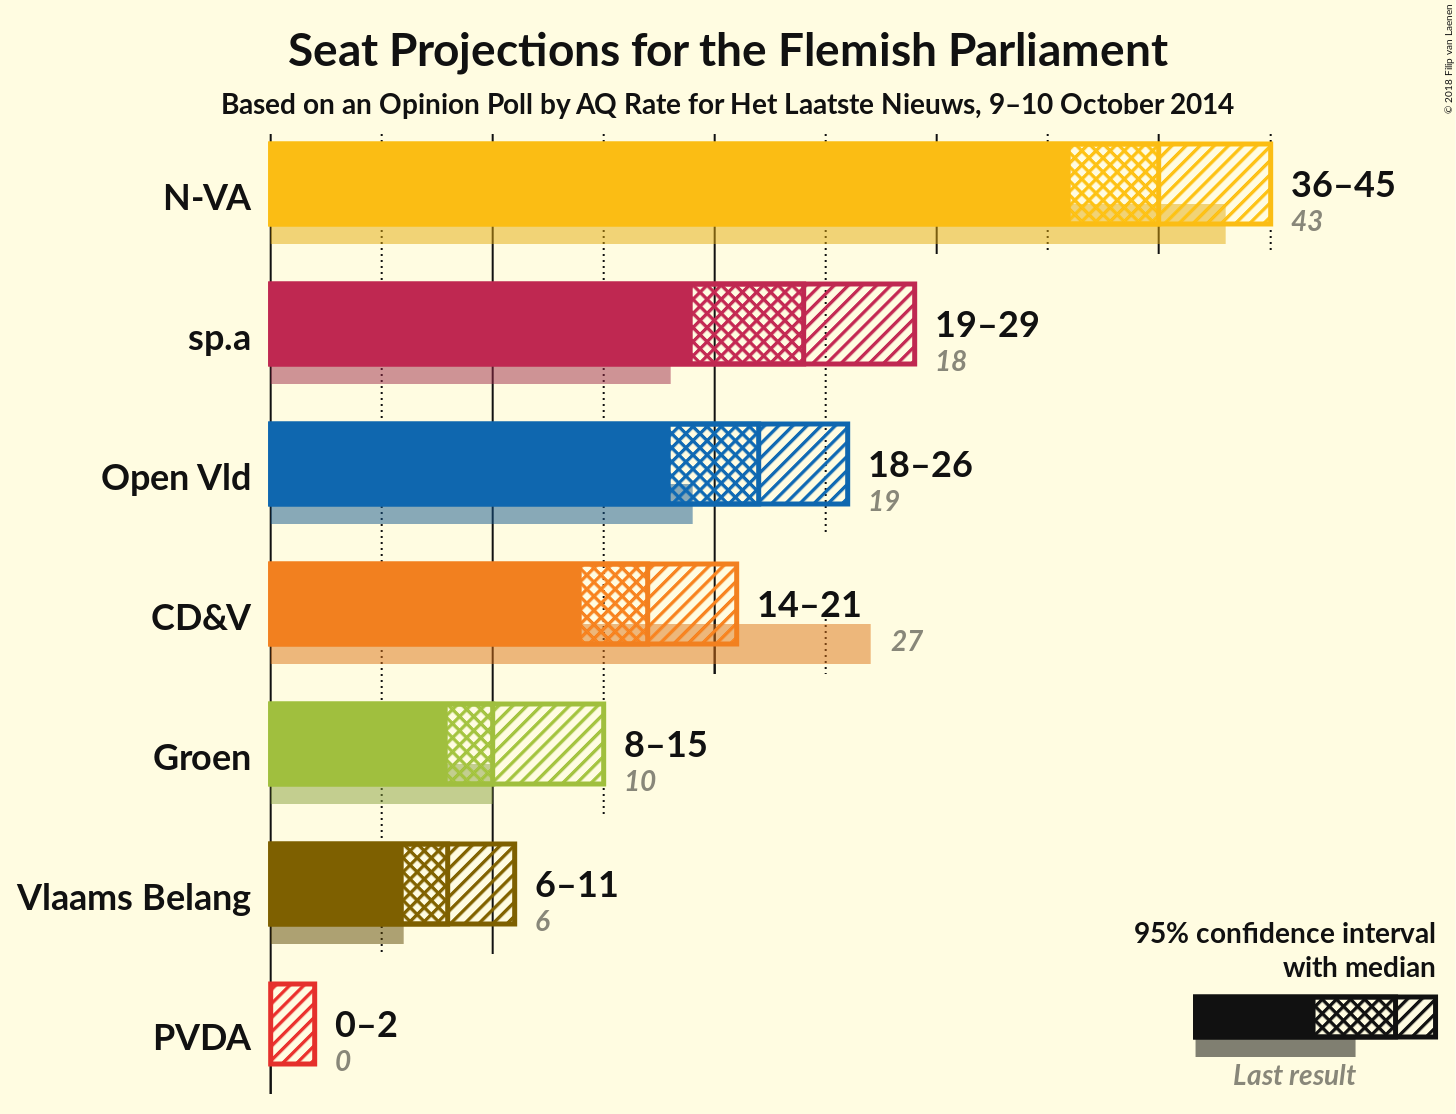 Seat Projections for the Flemish Parliament
Based on an Opinion Poll by AQ Rate for Het Laatste Nieuws, 9–10 October 2014
© 2018 Filip van Laenen
N-VA
36–45
43
sp.a
19–29
18
Open Vld
18–26
19
CD&V
14–21
27
Groen
8–15
10
Vlaams Belang
6–11
6
PVDA
0–2
0
95% confidence interval
with median
Last result